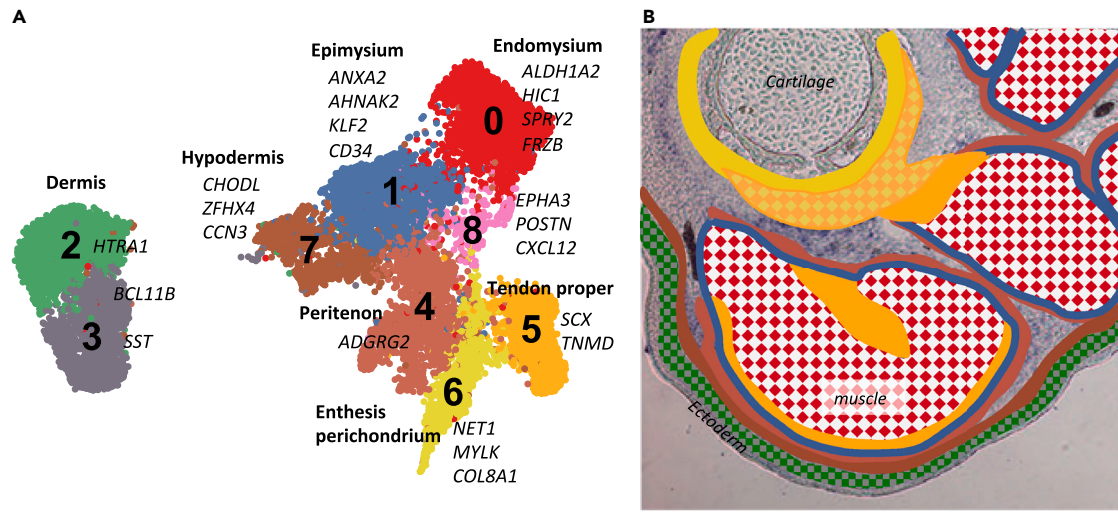 A
B
Epimysium
ANXA2
AHNAK2
KLF2
CD34
Endomysium
ALDH1A2
HIC1
SPRY2
FRZB
0
Hypodermis
CHODL
ZFHX4
CCN3
1
7
Dermis
2
HTRA1
BCL11B
3
SST
EPHA3
POSTN
CXCL12
8
Peritenon
ADGRG2
4
Tendon proper
5
SCX
TNMD
6
Enthesis
perichondrium
NET1
MYLK
COL8A1
Cartilage
muscle
Ectoderm